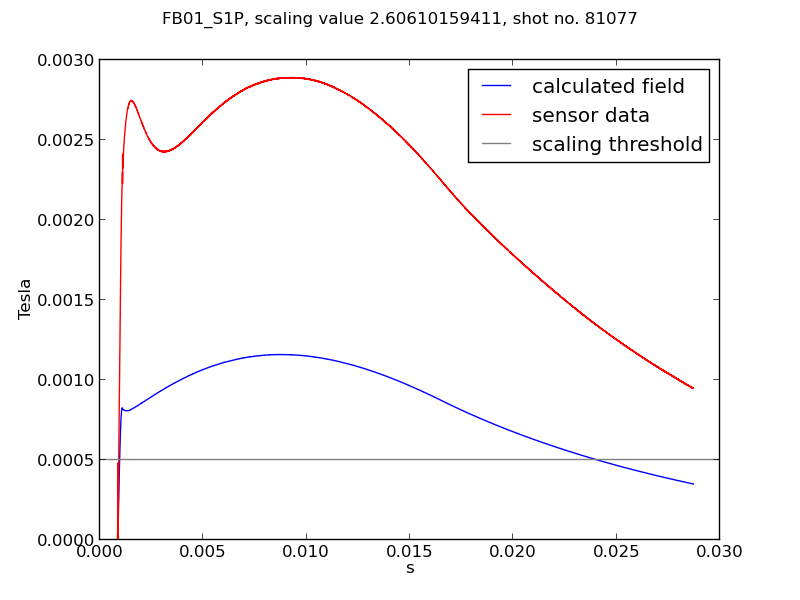 FB01_S1P, scaling value 2.60610159411, shot no. 81077
calculated field
sensor data
scaling threshold
Tesla
0.0030
0.0025
0.0020
0.0015
0.0010
0.0005
0.0000
0.000 0.005 0.010 0.015 0.020 0.025 0.030
s